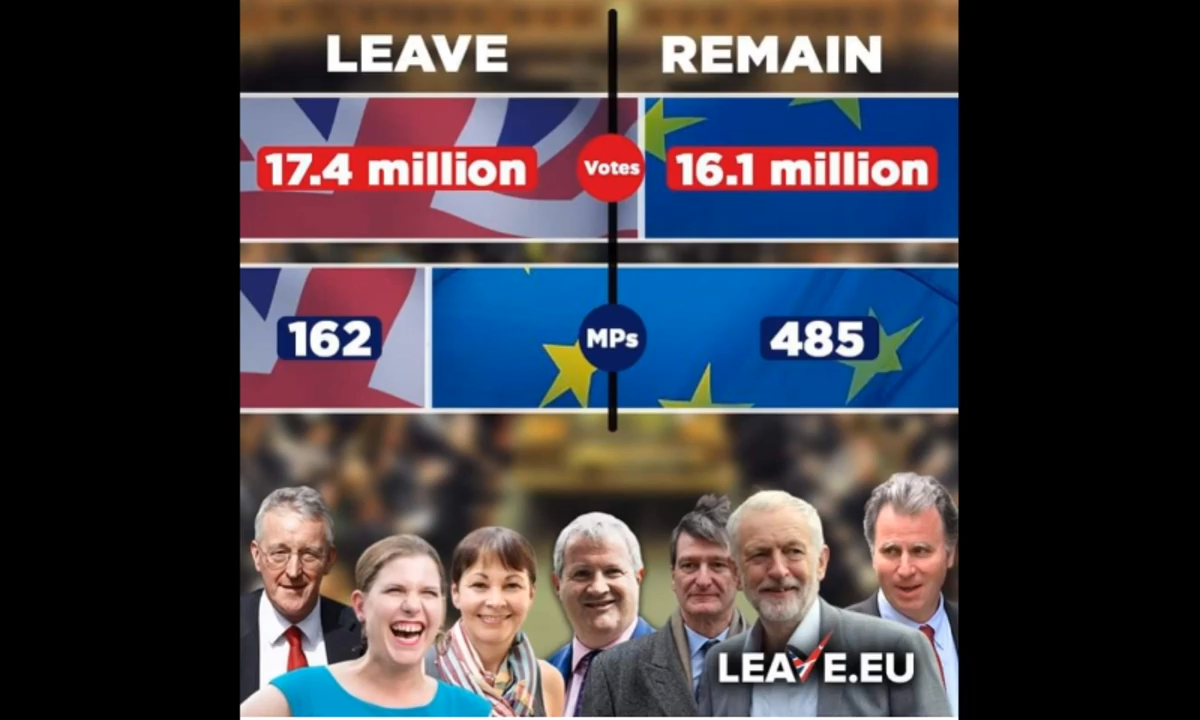 LEAVE
REMAIN
17.4 million
Votes
16.1 million
162
MPs
485
LEAVE.EU